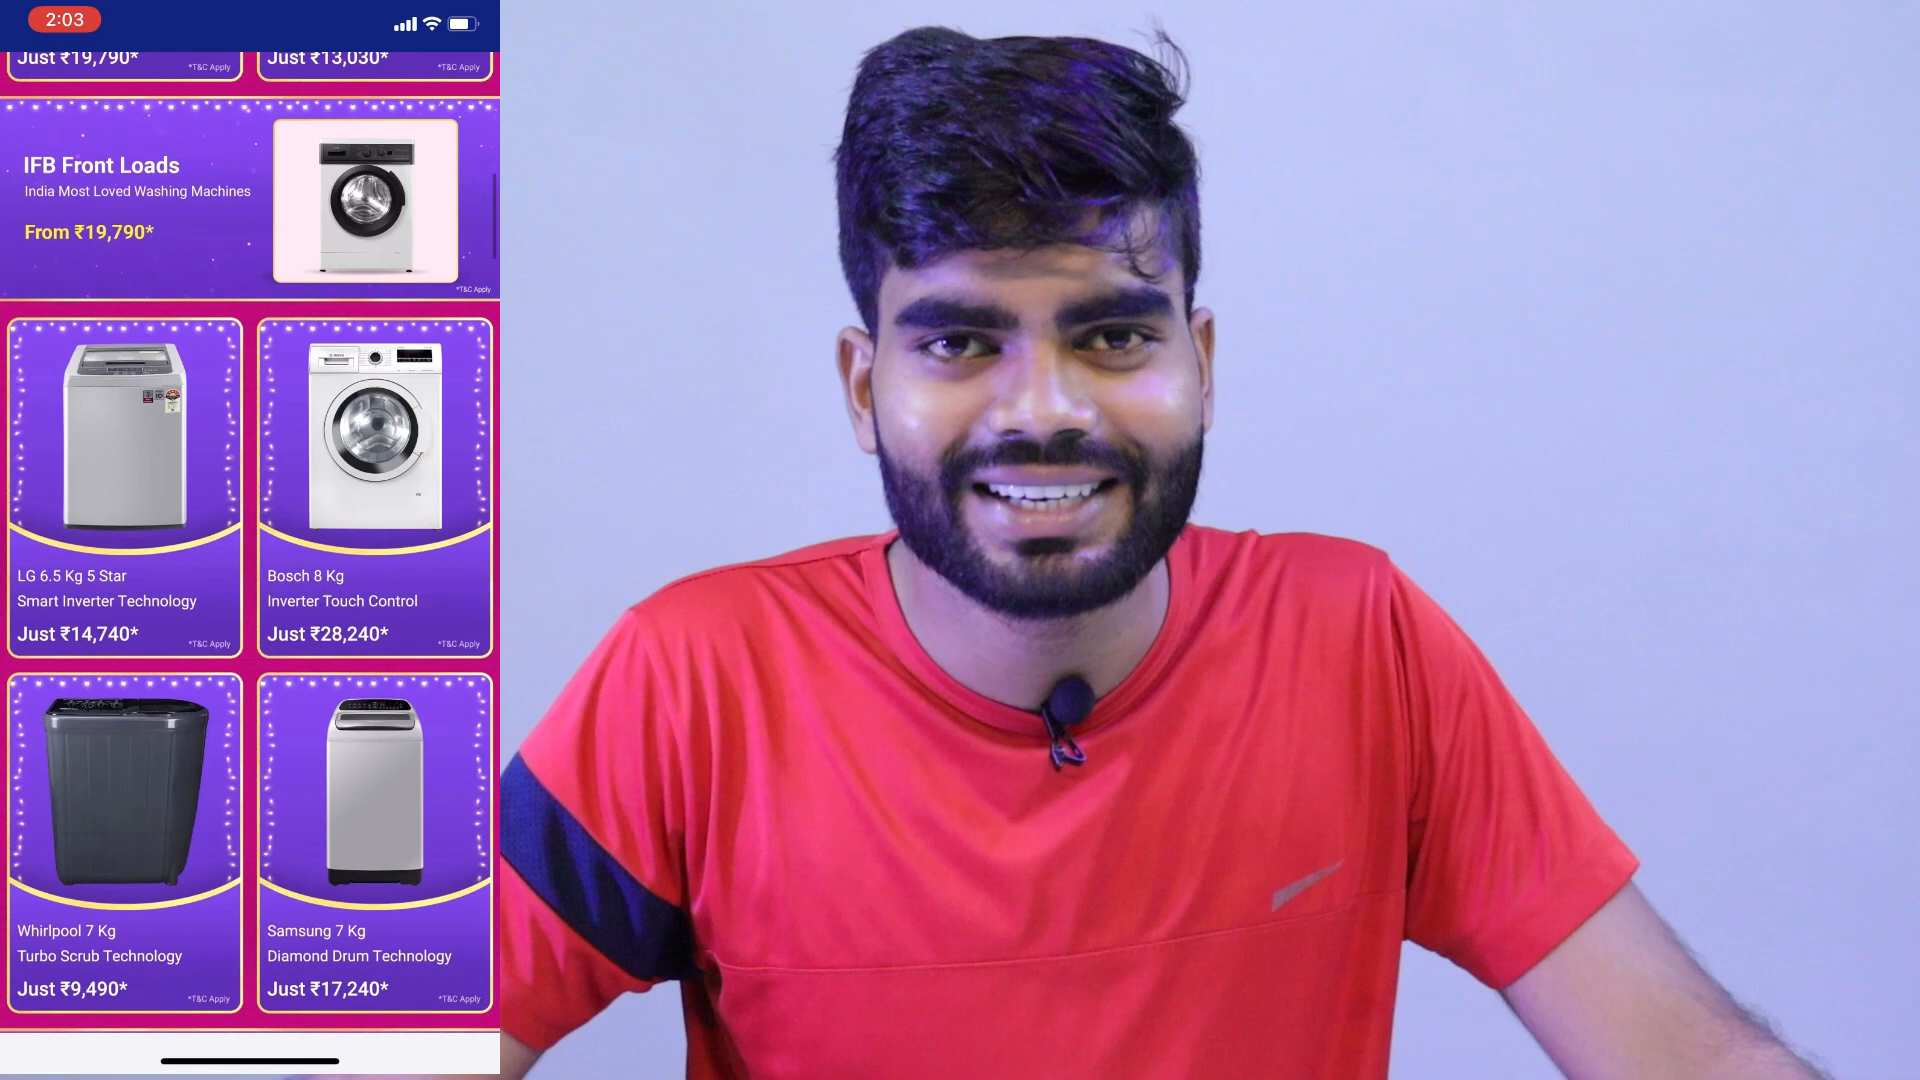 2:03
Just ₹19,790*
*T&C Apply
Just ₹13,030*
*T&C Apply
IFB Front Loads
India Most Loved Washing Machines
From ₹19,790*
*T&C Apply
LG 6.5 Kg 5 Star
Smart Inverter Technology
Just ₹14,740*
*T&C Apply
Bosch 8 Kg
Inverter Touch Control
Just ₹28,240*
*T&C Apply
Whirlpool 7 Kg
Turbo Scrub Technology
Just ₹9,490*
*T&C Apply
Samsung 7 Kg
Diamond Drum Technology
Just ₹17,240*
*T&C Apply